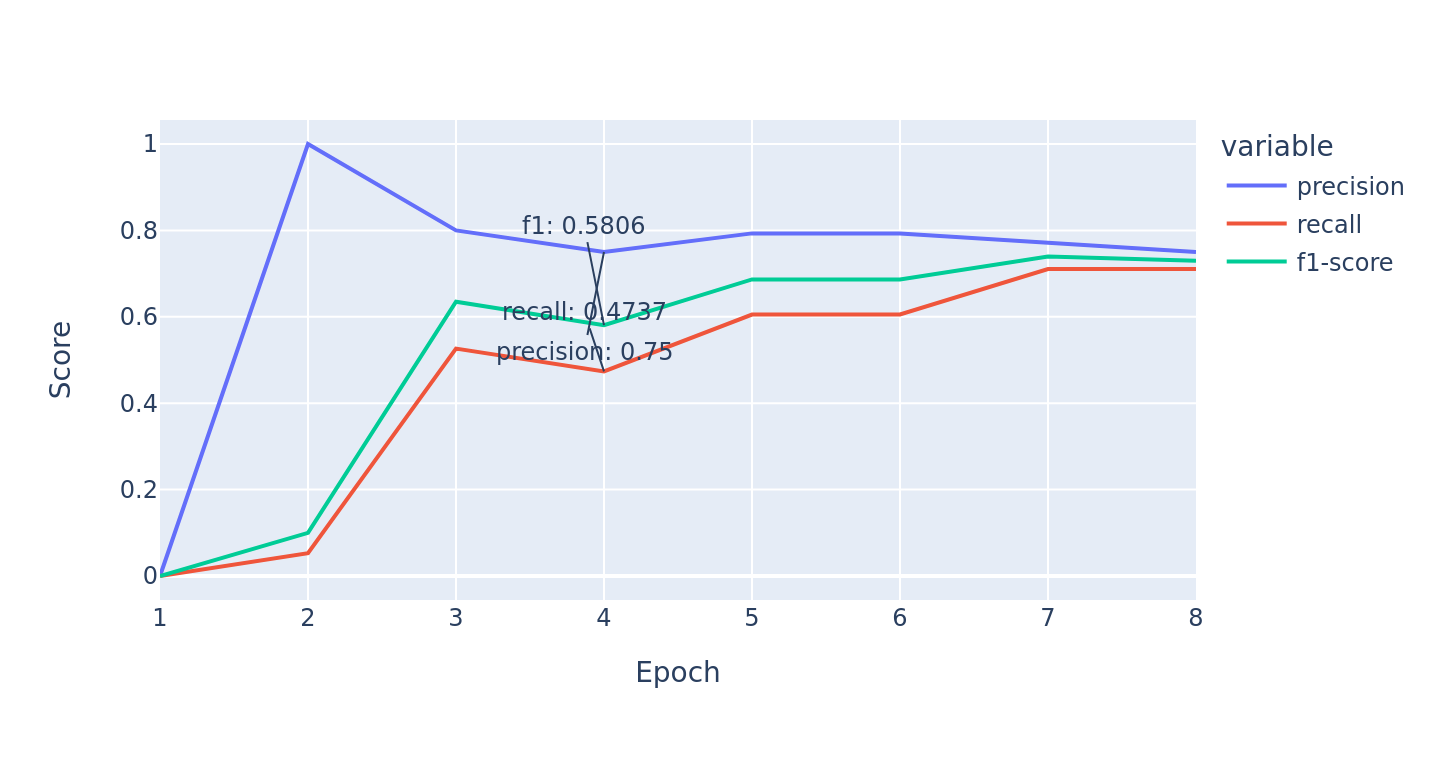 1
0.8
0.6
0.4
0.2
0
Score
f1: 0.5806
recall: 0.4737
precision: 0.75
1 2 3 4 5 6 7 8
Epoch
variable
precision
recall
f1-score